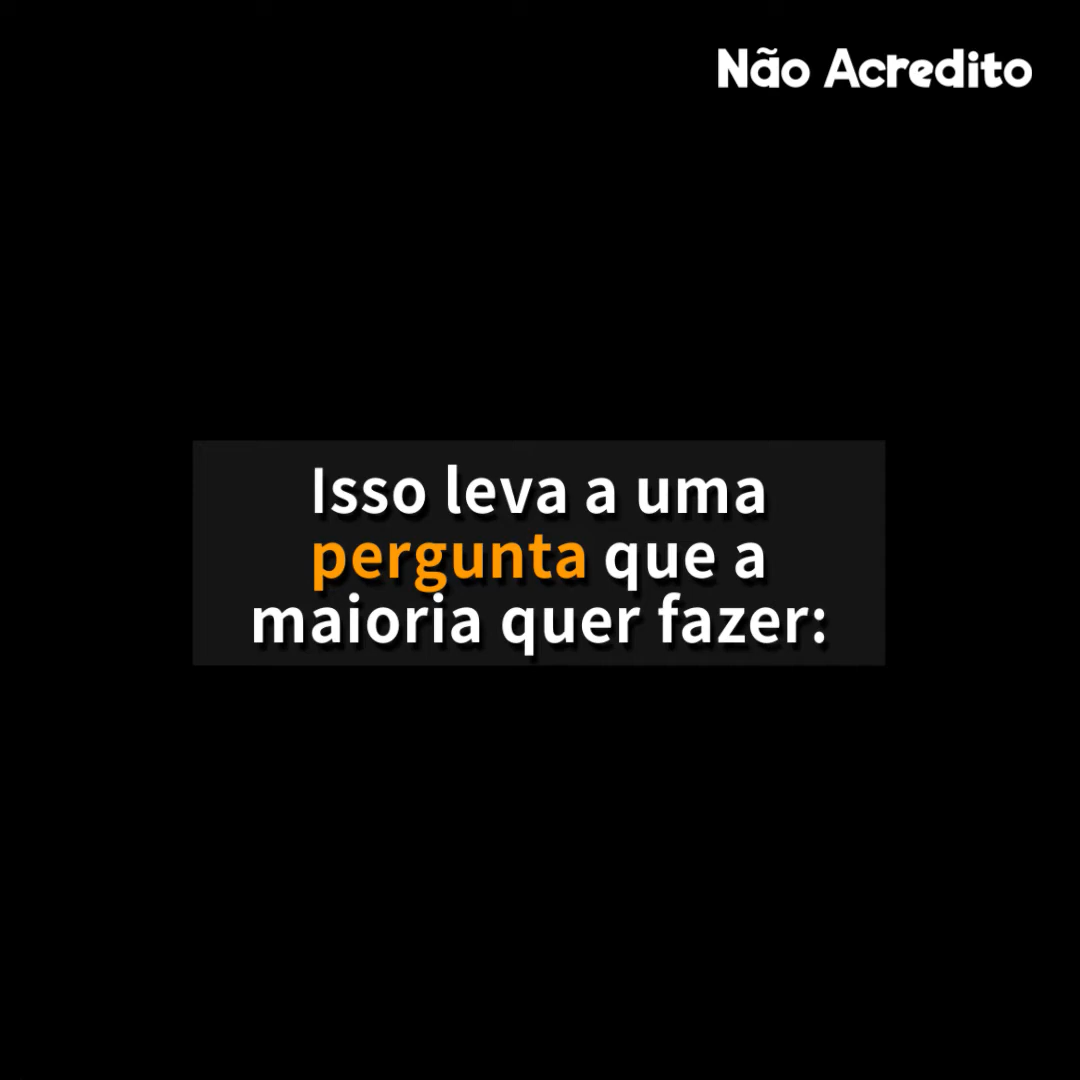 Não Acredito
Isso leva a uma
pergunta que a
maioria quer fazer: